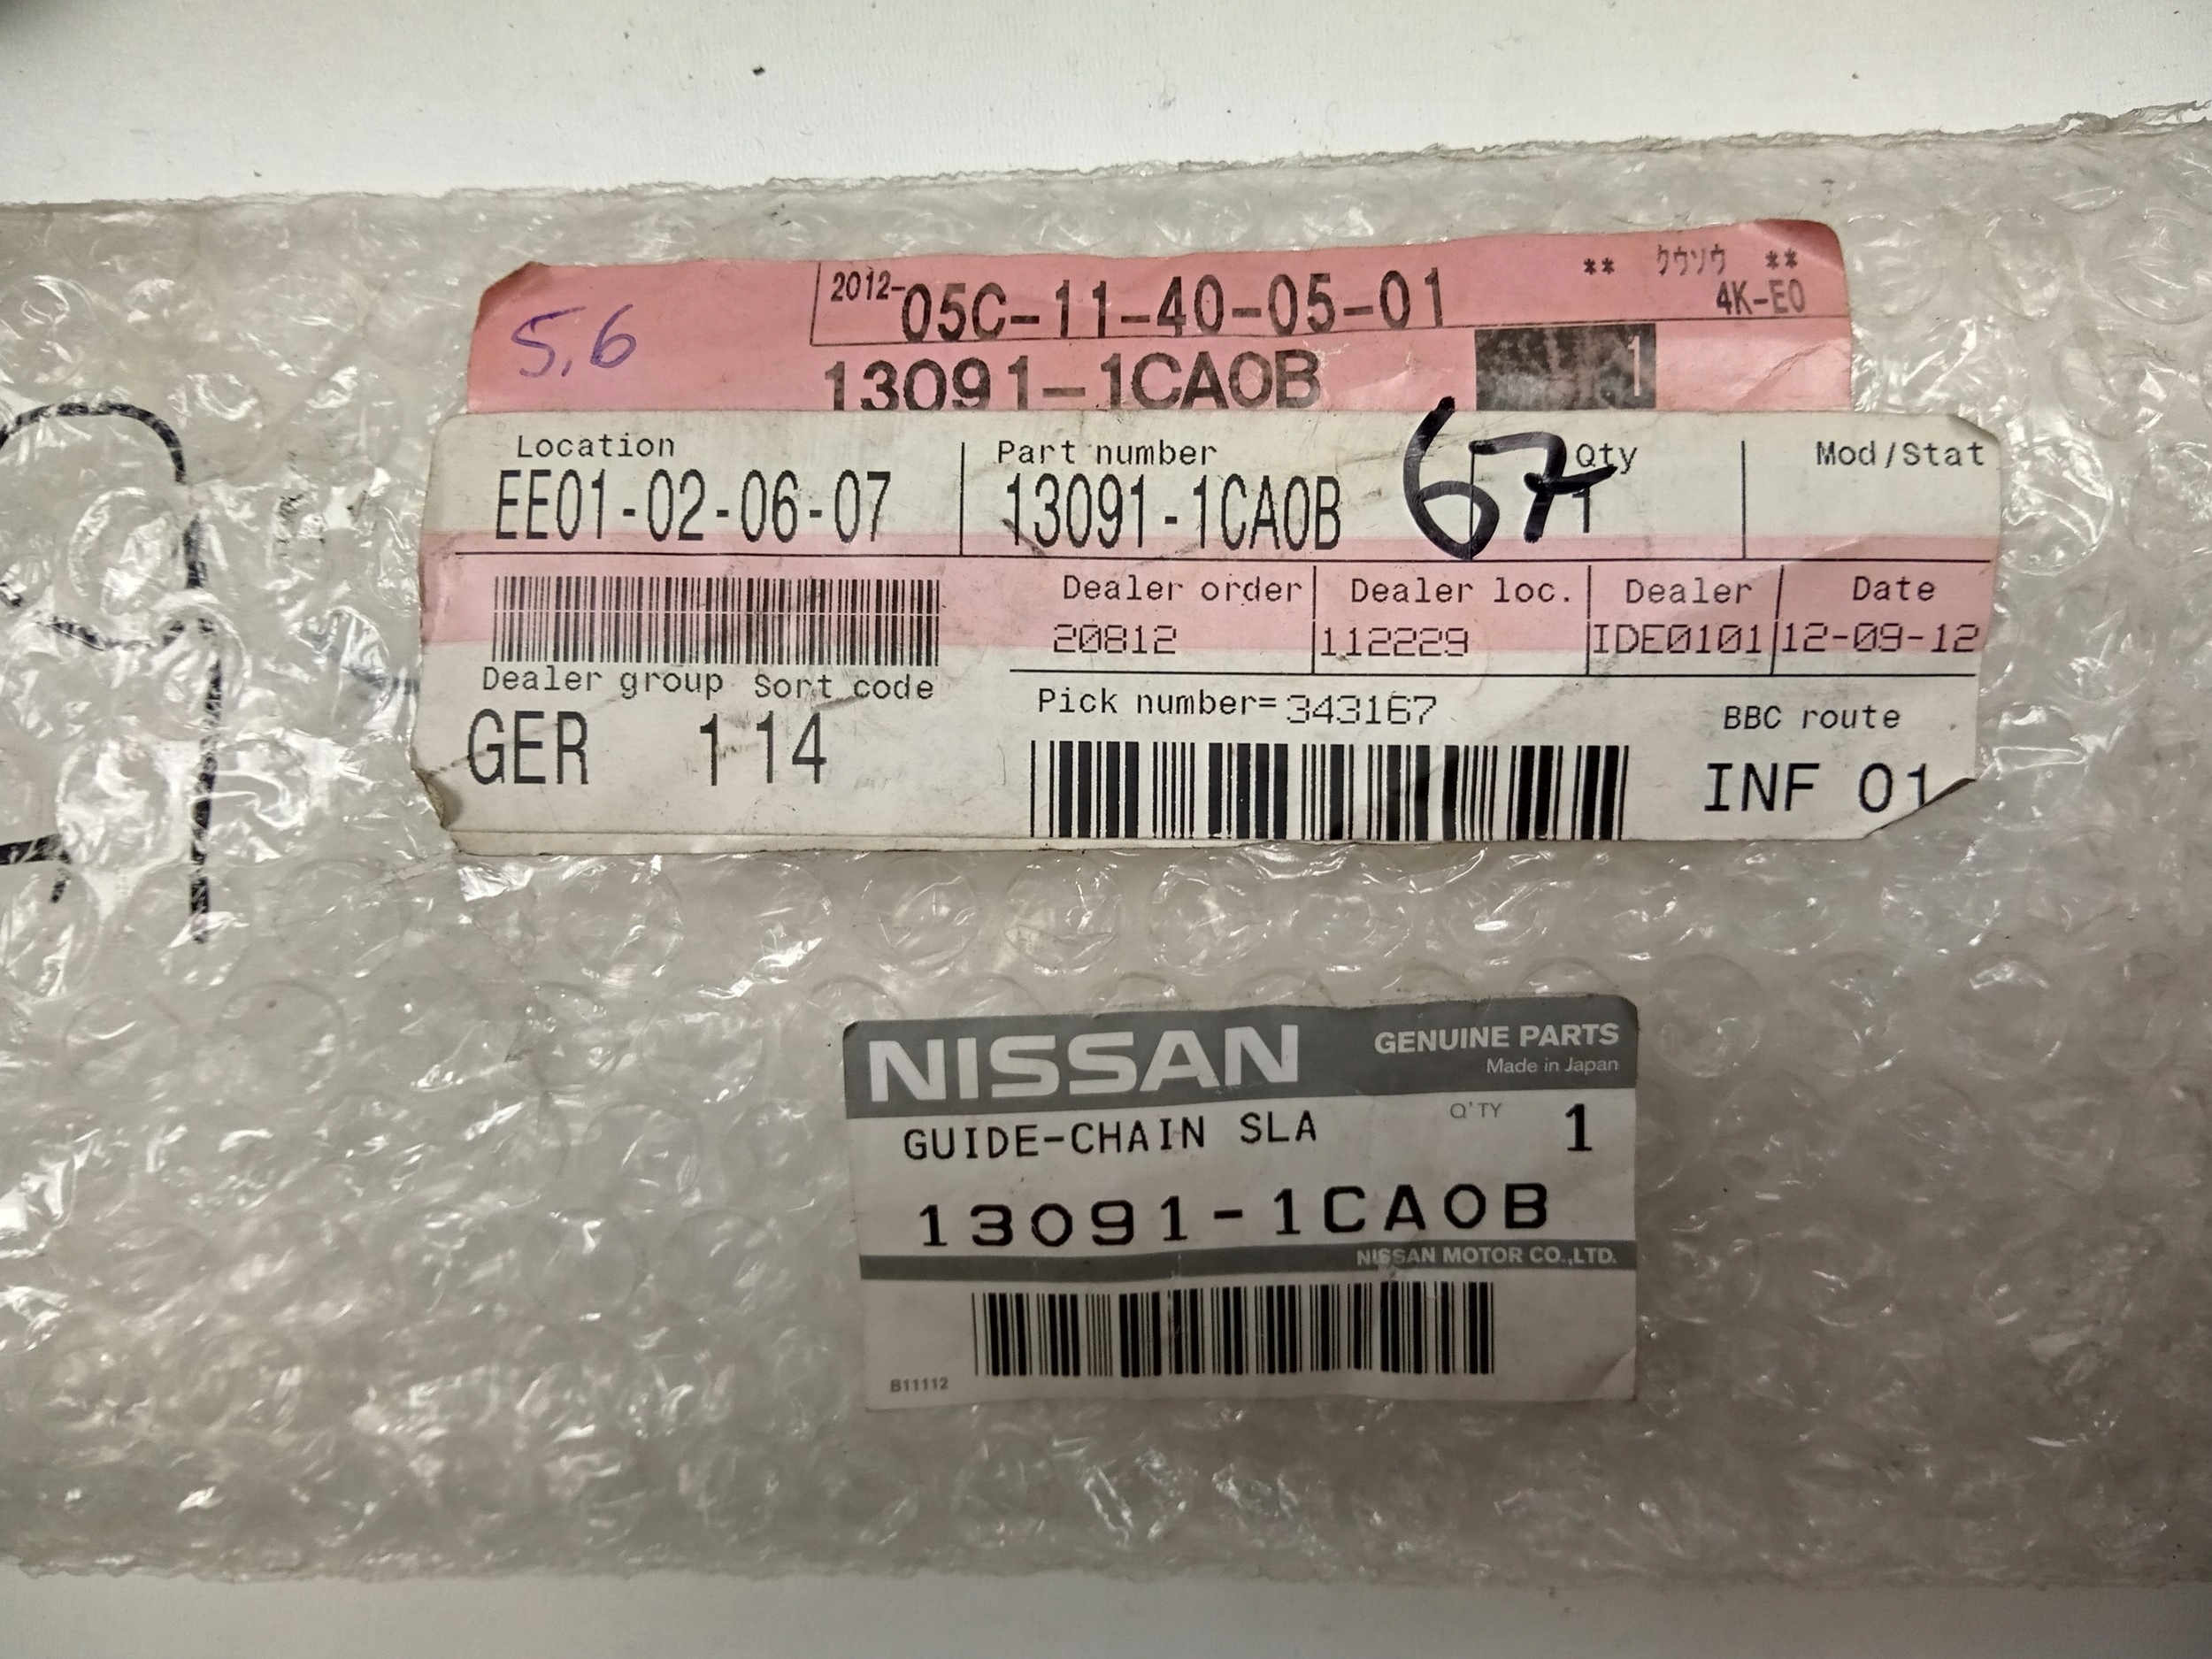 ** クウソウ **
2012-05C-11-40-05-01
4K-E0
5,6
13091-1CA0B
1
Location Part number Qty Mod/Stat
EE01-02-06-07 13091-1CA0B 67 1
Dealer order Dealer loc. Dealer Date
20812 112229 IDE0101 12-09-12
Dealer group Sort code
Pick number=343167
BBC route
GER 1 14
INF 01
NISSAN GENUINE PARTS
Made in Japan
GUIDE-CHAIN SLA Q'TY 1
13091-1CA0B
NISSAN MOTOR CO.,LTD.
B11112